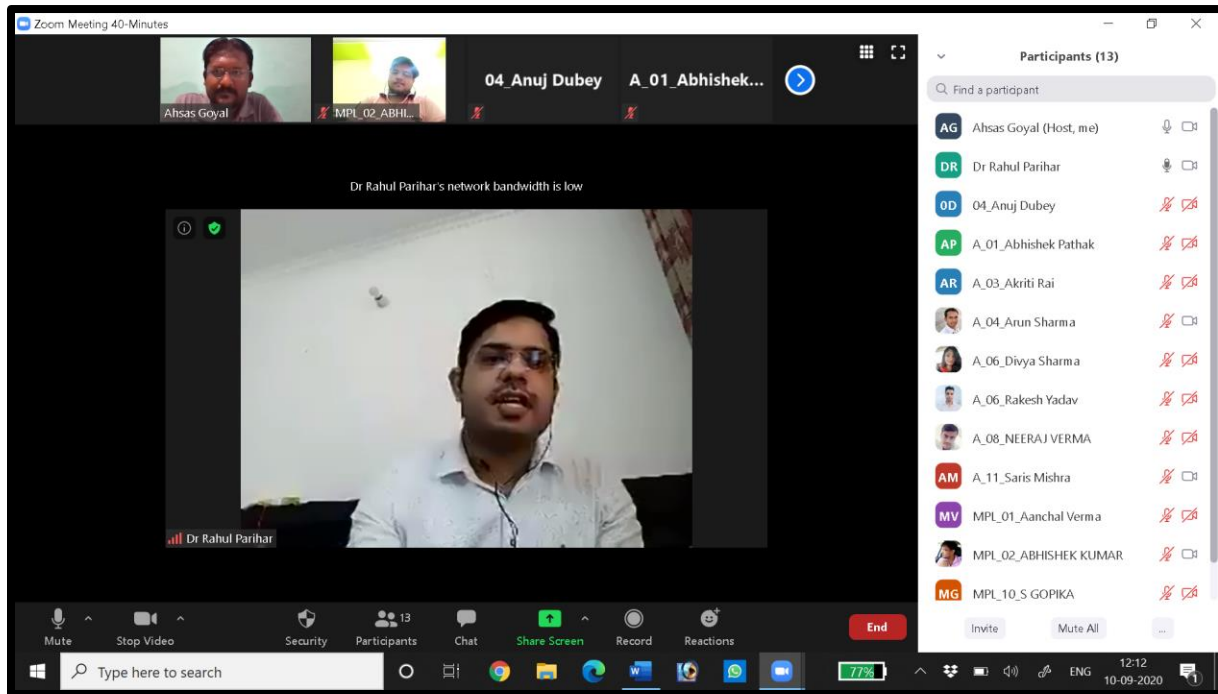 Zoom Meeting 40-Minutes
Ahsas Goyal
MPL_02_ABHI...
04_Anuj Dubey
A_01_Abhishek...
Dr Rahul Parihar's network bandwidth is low
Dr Rahul Parihar
Participants (13)
Find a participant
AG Ahsas Goyal (Host, me)
DR Dr Rahul Parihar
0D 04_Anuj Dubey
AP A_01_Abhishek Pathak
AR A_03_Akriti Rai
A_04_Arun Sharma
A_06_Divya Sharma
A_06_Rakesh Yadav
A_08_NEERAJ VERMA
AM A_11_Saris Mishra
MV MPL_01_Aanchal Verma
MPL_02_ABHISHEK KUMAR
MG MPL_10_S GOPIKA
Invite Mute All ...
13
Mute Stop Video Security Participants Chat Share Screen Record Reactions End
Type here to search
77%
ENG
12:12
10-09-2020
1